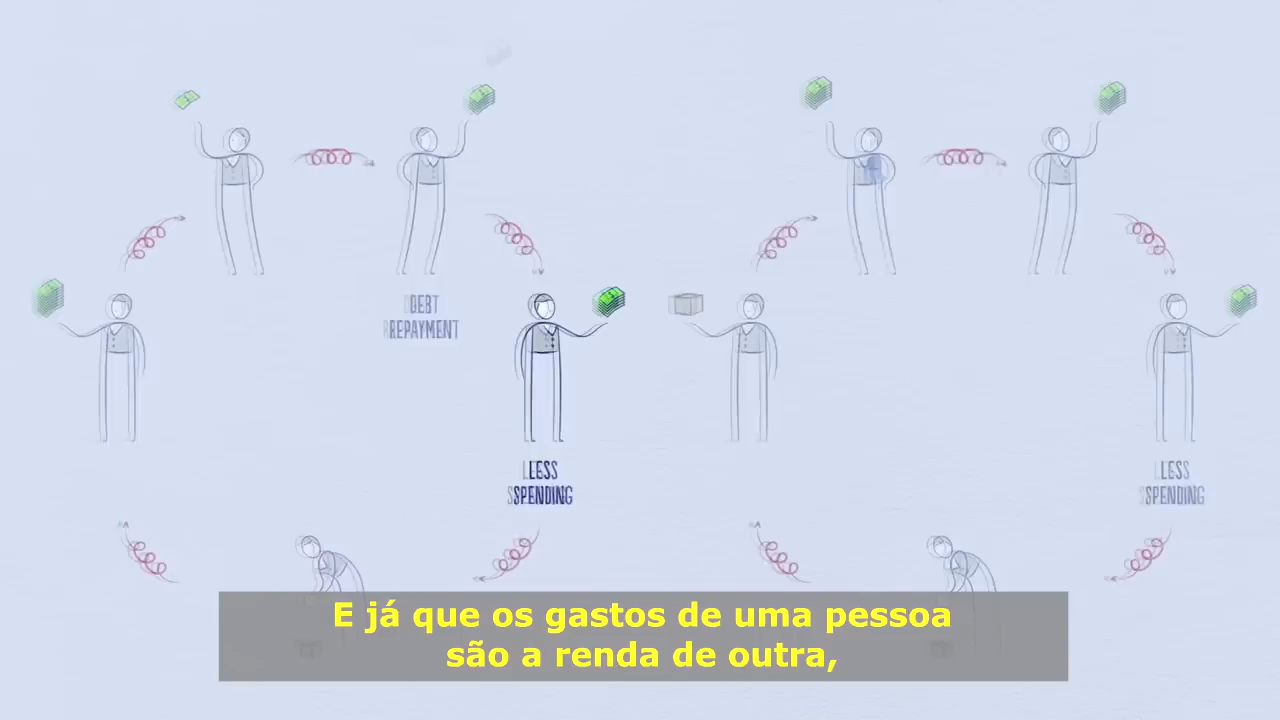 DEBT
REPAYMENT
LESS
SPENDING
LESS
SPENDING
E já que os gastos de uma pessoa
são a renda de outra,